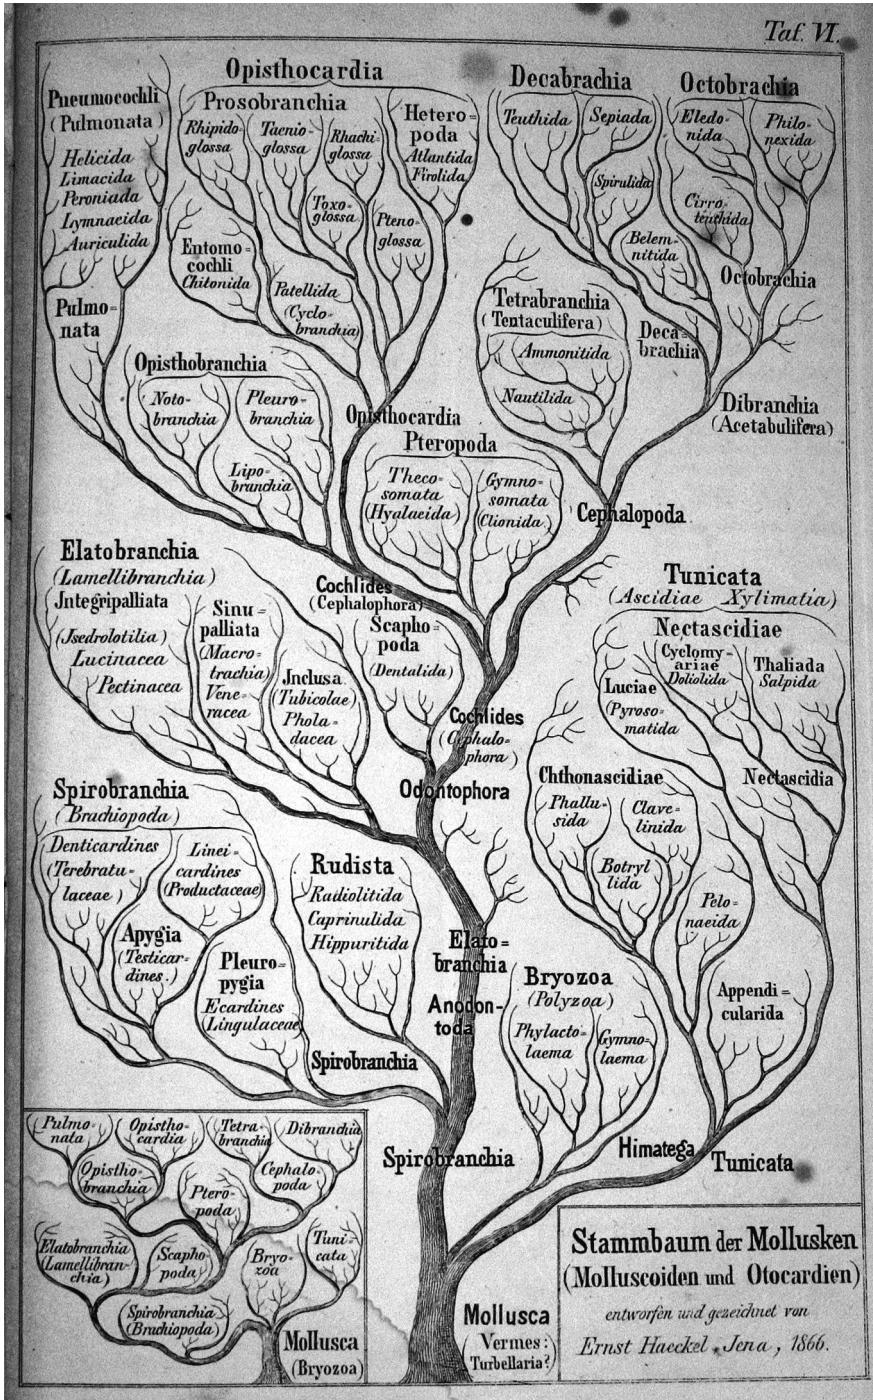 Taf. VI.
Opisthocardia
Decabrachia
Octobrachia
Pneumocochli
(Pulmonata)
Helicida
Limacida
Peroniada
Lymnaeida
Auriculida
Pulmo=
nata
Prosobranchia
Rhipido=
glossa
Taenio=
glossa
Rhachi=
glossa
Toxo=
glossa
Hetero=
poda
Atlantida
Firolida
Pteno=
glossa
Entomo=
cochli
Chitonida
Patellida
(Cyclo=
branchia)
Opisthocardia
Teuthida
Sepiada
Spirulida
Belem=
nitida
Eledo=
nida
Philo=
nexida
Cirro=
teuthida
Octobrachia
Deca=
brachia
Dibranchia
(Acetabulifera)
Tetrabranchia
(Tentaculifera)
Ammonitida
Nautilida
Opisthobranchia
Noto=
branchia
Pleuro=
branchia
Lipo=
branchia
Pteropoda
Theco=
somata
(Hyalaeida)
Gymno=
somata
(Clionida)
Cephalopoda
Cochlides
(Cephalophora)
Elatobranchia
(Lamellibranchia)
Jntegripalliata
(Jsedrolotilia)
Lucinacea
Pectinacea
Sinu=
palliata
(Macro=
trachia)
Vene=
racea
Jnclusa
(Tubicolae)
Phola=
dacea
Scapho=
poda
(Dentalida)
Cochlides
(Cephalo=
phora)
Odontophora
Tunicata
(Ascidiae Xylimatia)
Nectascidiae
Cyclomy=
ariae
Doliolida
Thaliada
Salpida
Luciae
(Pyroso=
matida
Nectascidia
Chthonascidiae
Phallu=
sida
Clave=
linida
Botryl
lida
Pelo=
naeida
Appendi=
cularida
Spirobranchia
(Brachiopoda)
Denticardines
(Terebratu=
laceae)
Linei=
cardines
(Productaceae)
Apygia
(Testicar=
dines.)
Pleuro=
pygia
Ecardines
(Lingulaceae)
Rudista
Radiolitida
Caprinulida
Hippuritida
Spirobranchia
Elato=
branchia
Anodon-
toda
Bryozoa
(Polyzoa)
Phylacto=
laema
Gymno=
laema
Spirobranchia
Himatega
Tunicata
Mollusca
(Vermes:)
(Turbellaria?)
Pulmo=
nata
Opistho=
cardia
Tetra=
branchia
Dibranchia
Opistho=
branchia
Ptero=
poda
Cephalo=
poda
Elatobranchia
(Lamellibran=
chia)
Scapho=
poda
Bryo=
zoa
Tuni=
cata
Spirobranchia
(Brachiopoda)
Mollusca
(Bryozoa)
Stammbaum der Mollusken
(Molluscoiden und Otocardien)
entworfen und gezeichnet von
Ernst Haeckel, Jena, 1866.